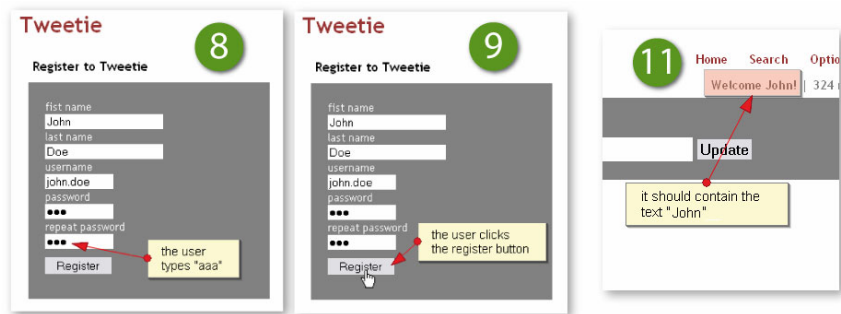 Tweetie
8
Register to Tweetie
fist name
John
last name
Doe
username
john.doe
password
●●●
repeat password
●●●
the user
types "aaa"
Register
Tweetie
9
Register to Tweetie
fist name
John
last name
Doe
username
john.doe
password
●●●
repeat password
●●●
the user clicks
the register button
Register
11
Home Search Optio
Welcome John! | 324
Update
it should contain the
text "John"